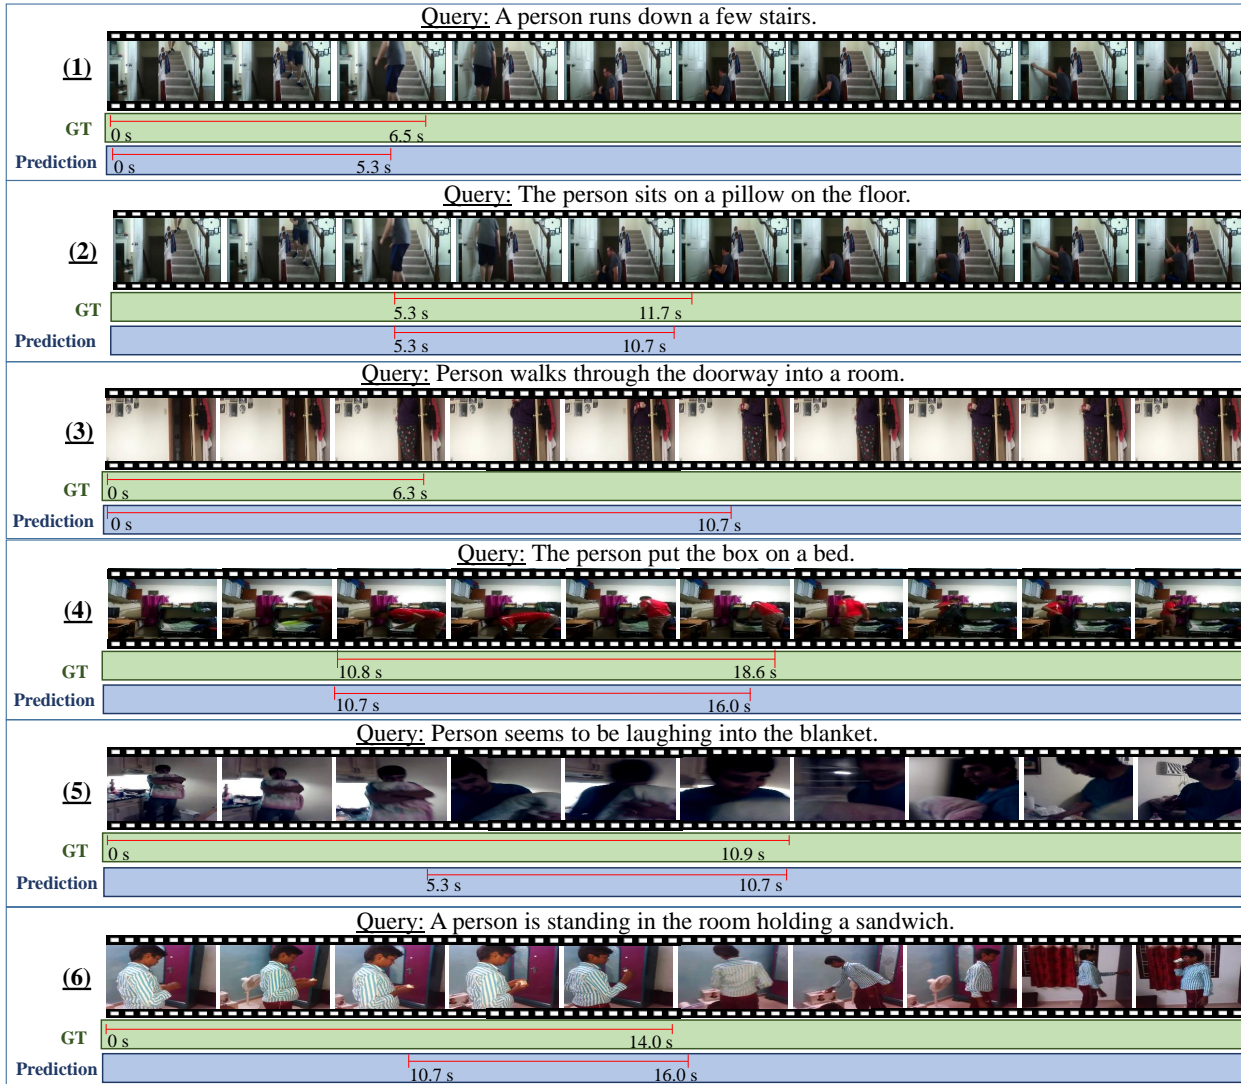 Query: A person runs down a few stairs.
(1)
GT
0 s 6.5 s
Prediction
0 s 5.3 s
Query: The person sits on a pillow on the floor.
(2)
GT
5.3 s 11.7 s
Prediction
5.3 s 10.7 s
Query: Person walks through the doorway into a room.
(3)
GT
0 s 6.3 s
Prediction
0 s 10.7 s
Query: The person put the box on a bed.
(4)
GT
10.8 s 18.6 s
Prediction
10.7 s 16.0 s
Query: Person seems to be laughing into the blanket.
(5)
GT
0 s 10.9 s
Prediction
5.3 s 10.7 s
Query: A person is standing in the room holding a sandwich.
(6)
GT
0 s 14.0 s
Prediction
10.7 s 16.0 s